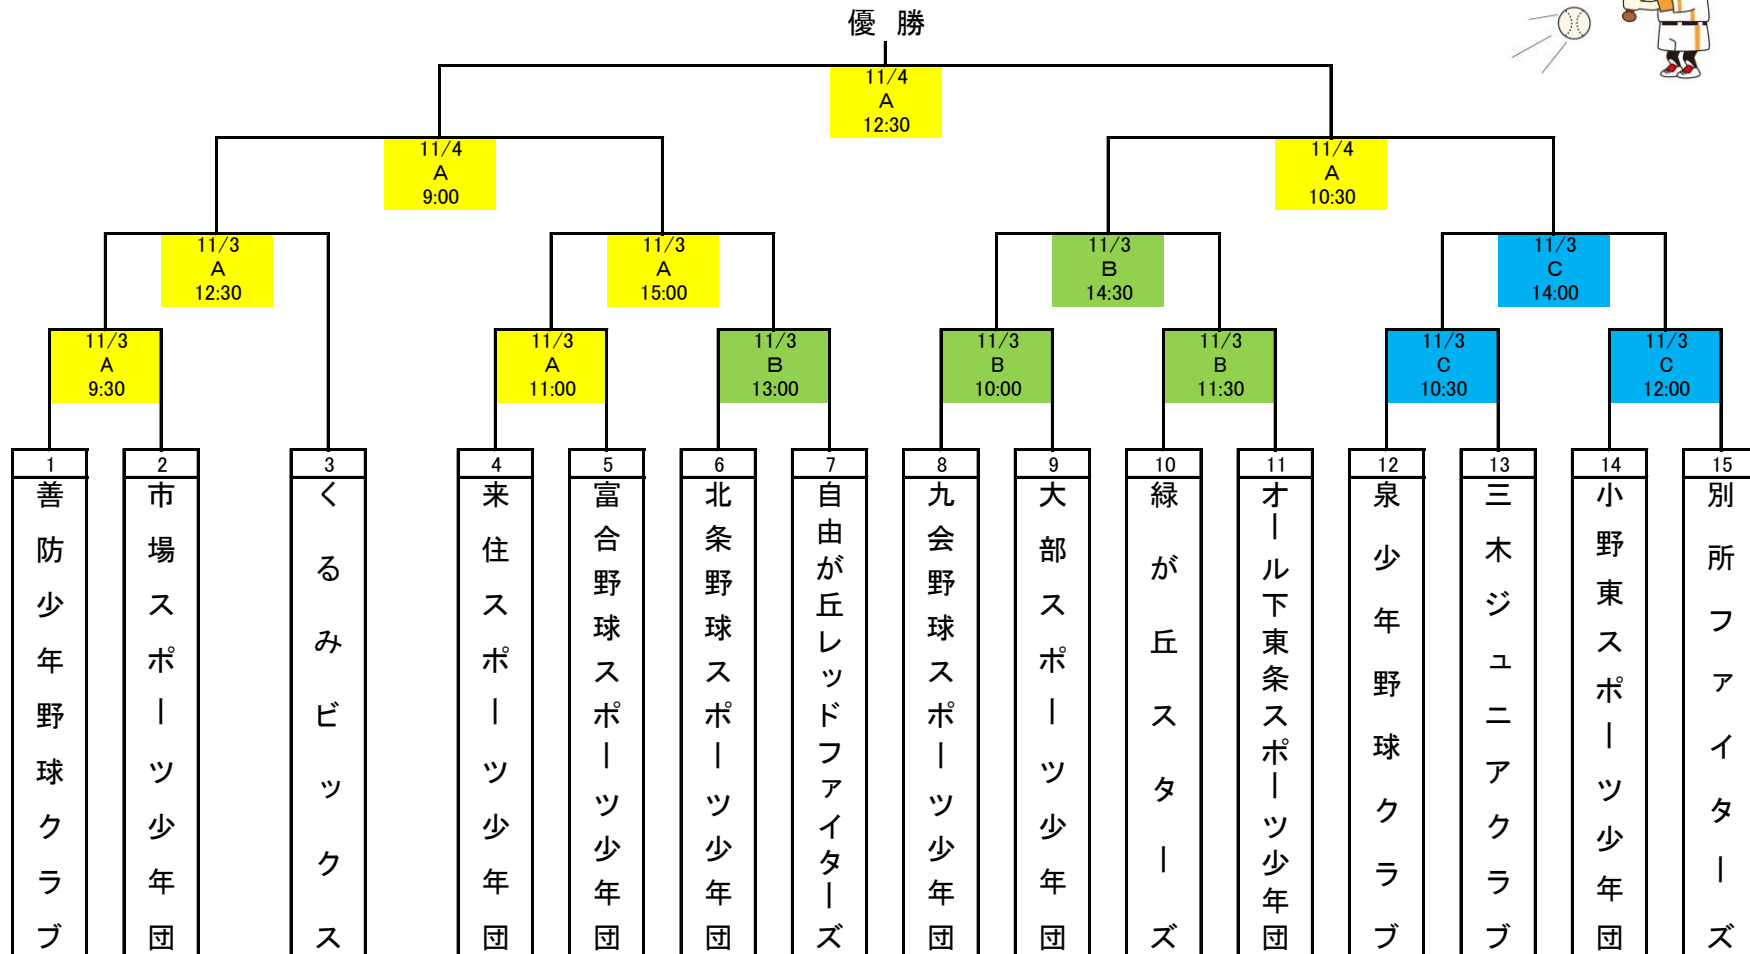 優 勝
11/4
A
12:30
11/4
A
9:00
11/4
A
10:30
11/3
A
12:30
11/3
A
15:00
11/3
B
14:30
11/3
C
14:00
11/3
A
9:30
11/3
A
11:00
11/3
B
13:00
11/3
B
10:00
11/3
B
11:30
11/3
C
10:30
11/3
C
12:00
1
善防少年野球クラブ
2
市場スポーツ少年団
3
くるみビックス
4
来住スポーツ少年団
5
富合野球スポーツ少年団
6
北条野球スポーツ少年団
7
自由が丘レッドファイターズ
8
九会野球スポーツ少年団
9
大部スポーツ少年団
10
緑が丘スターズ
11
オール下東条スポーツ少年団
12
泉少年野球クラブ
13
三木ジュニアクラブ
14
小野東スポーツ少年団
15
別所ファイターズ